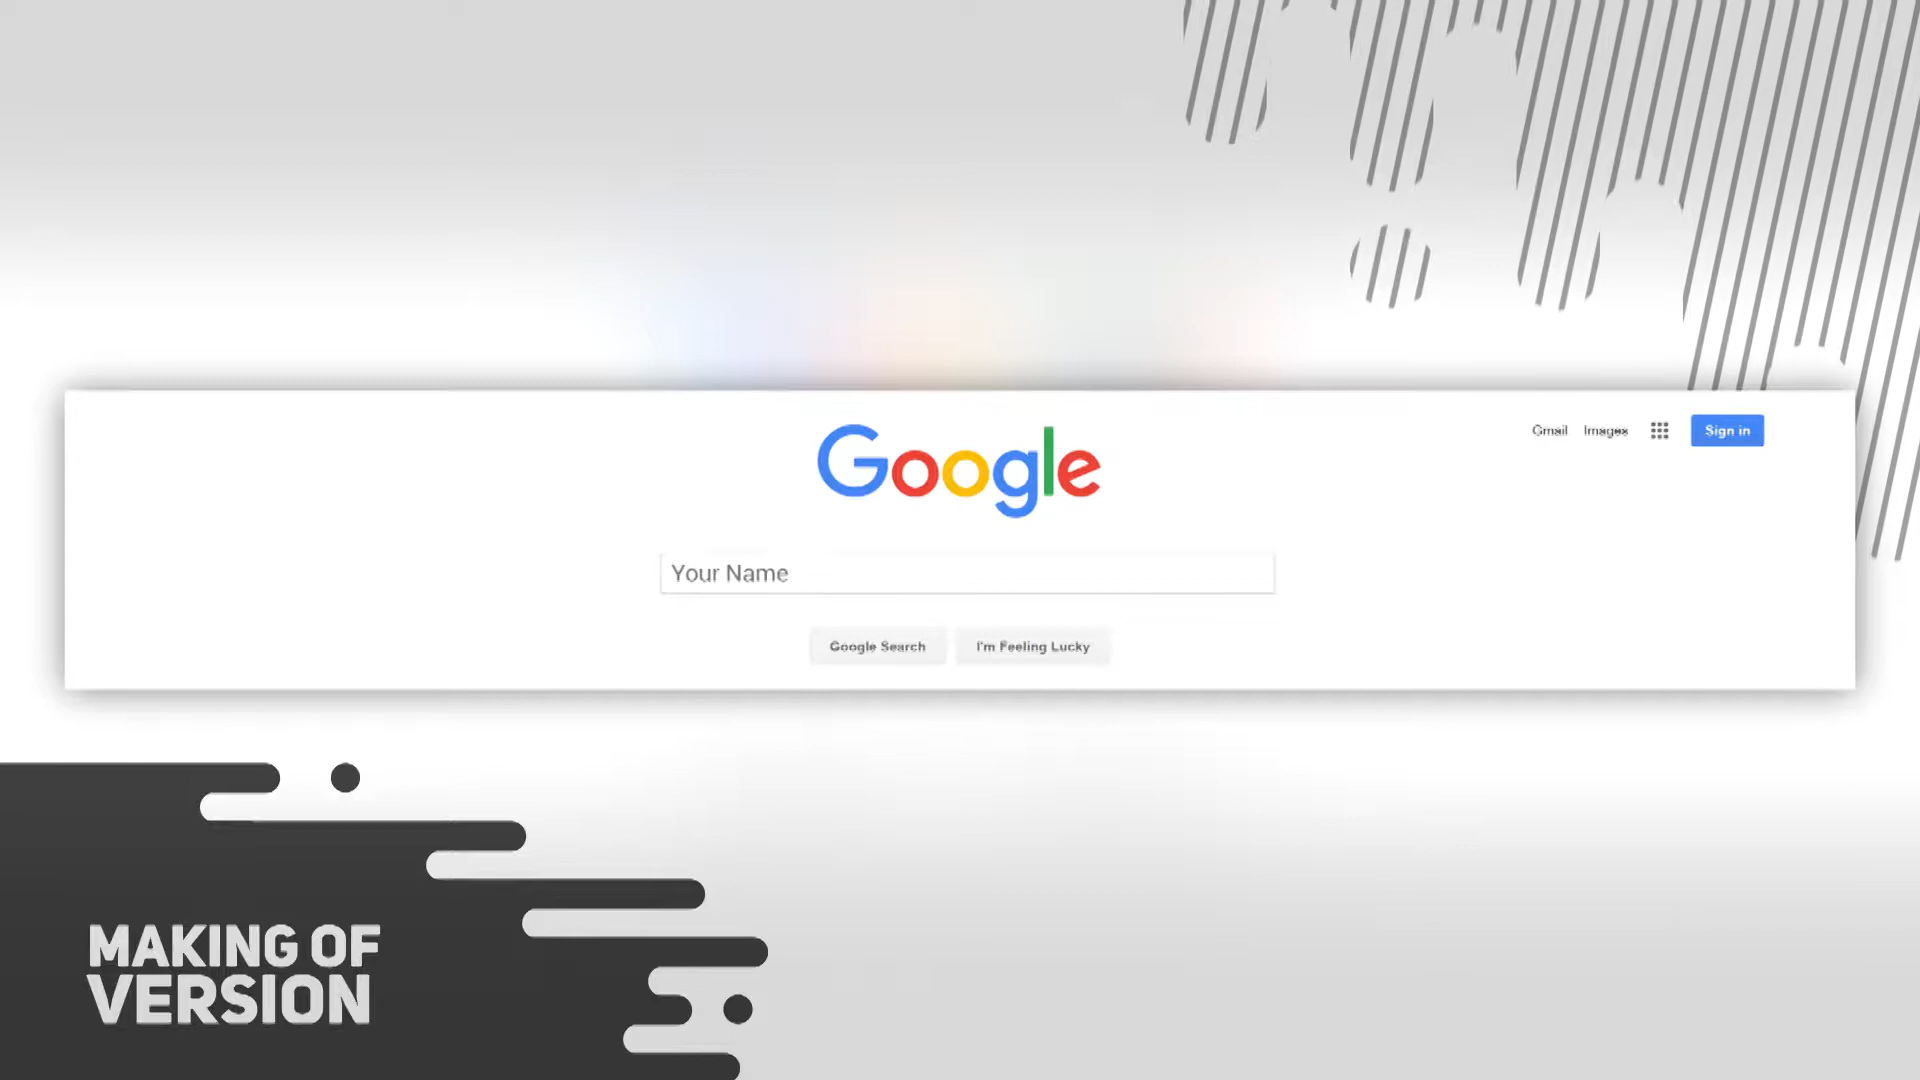 Google
Gmail Images Sign in
Your Name
Google Search I'm Feeling Lucky
MAKING OF
VERSION